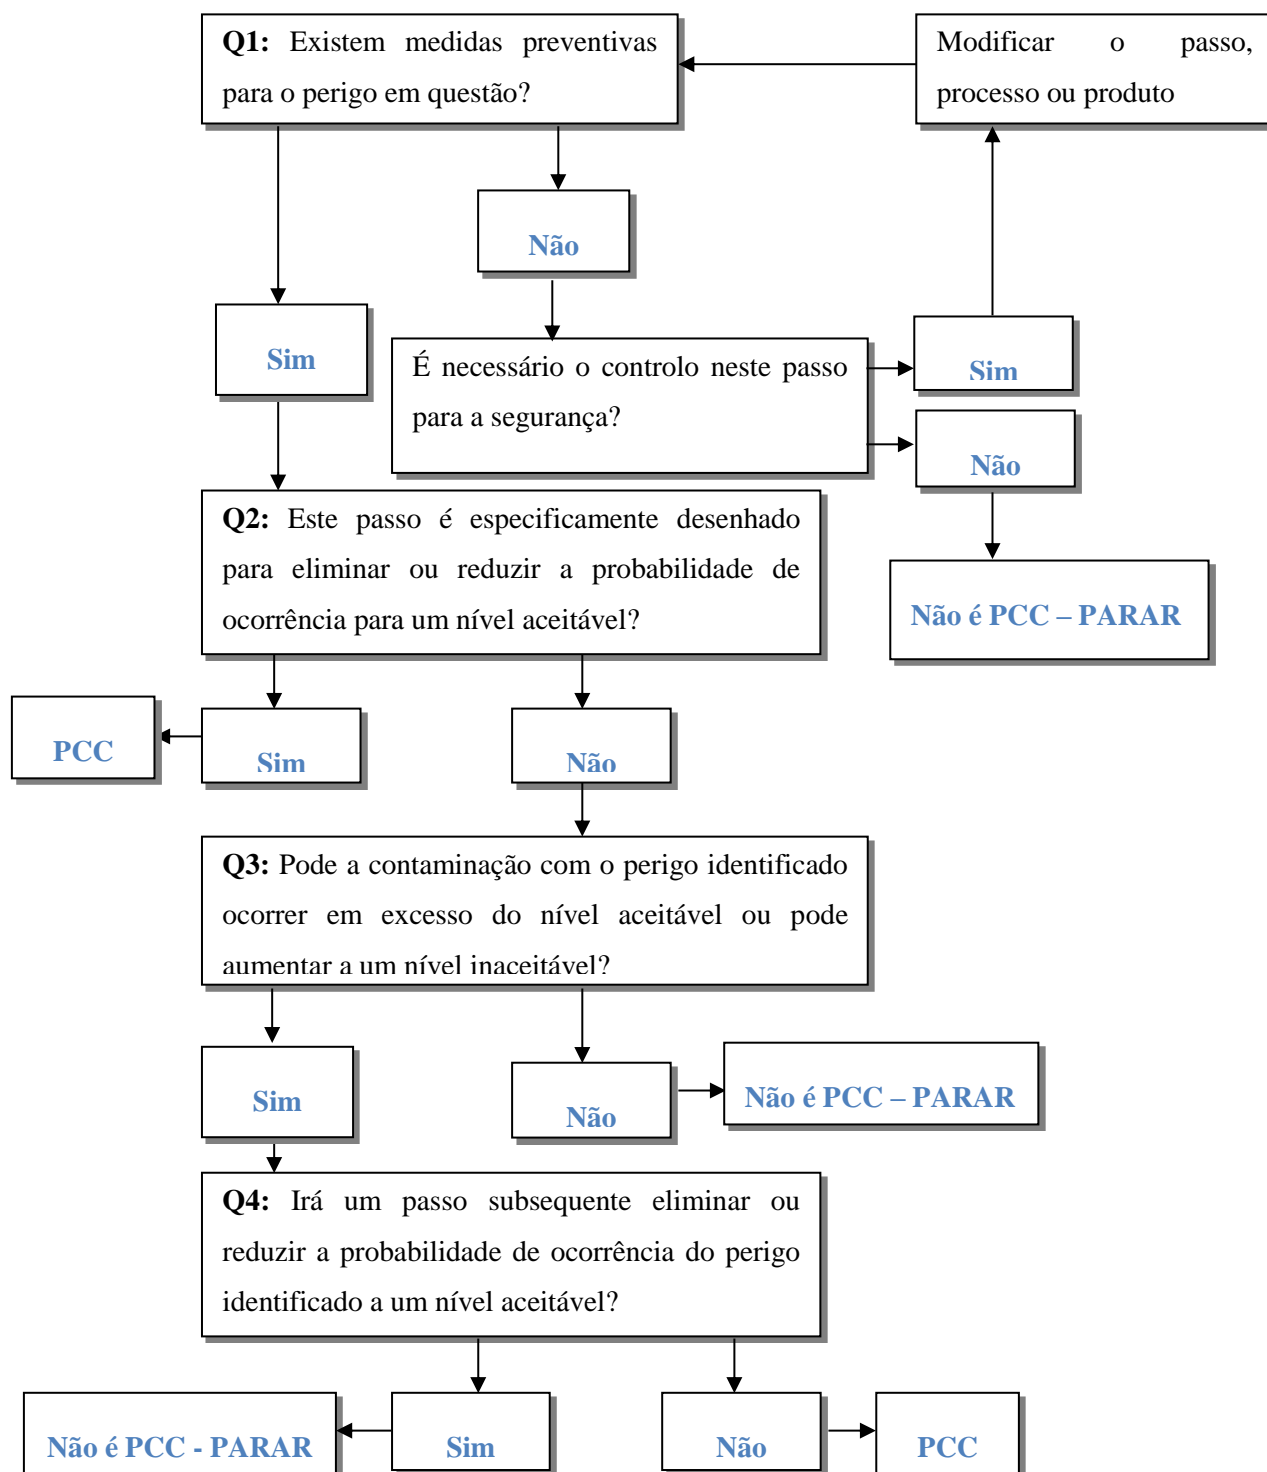 Q1: Existem medidas preventivas
para o perigo em questão?
Modificar o passo,
processo ou produto
Não
Sim
É necessário o controlo neste passo
para a segurança?
Sim
Não
Q2: Este passo é especificamente desenhado
para eliminar ou reduzir a probabilidade de
ocorrência para um nível aceitável?
Não é PCC – PARAR
PCC
Sim
Não
Q3: Pode a contaminação com o perigo identificado
ocorrer em excesso do nível aceitável ou pode
aumentar a um nível inaceitável?
Sim
Não
Não é PCC – PARAR
Q4: Irá um passo subsequente eliminar ou
reduzir a probabilidade de ocorrência do perigo
identificado a um nível aceitável?
Não é PCC - PARAR
Sim
Não
PCC